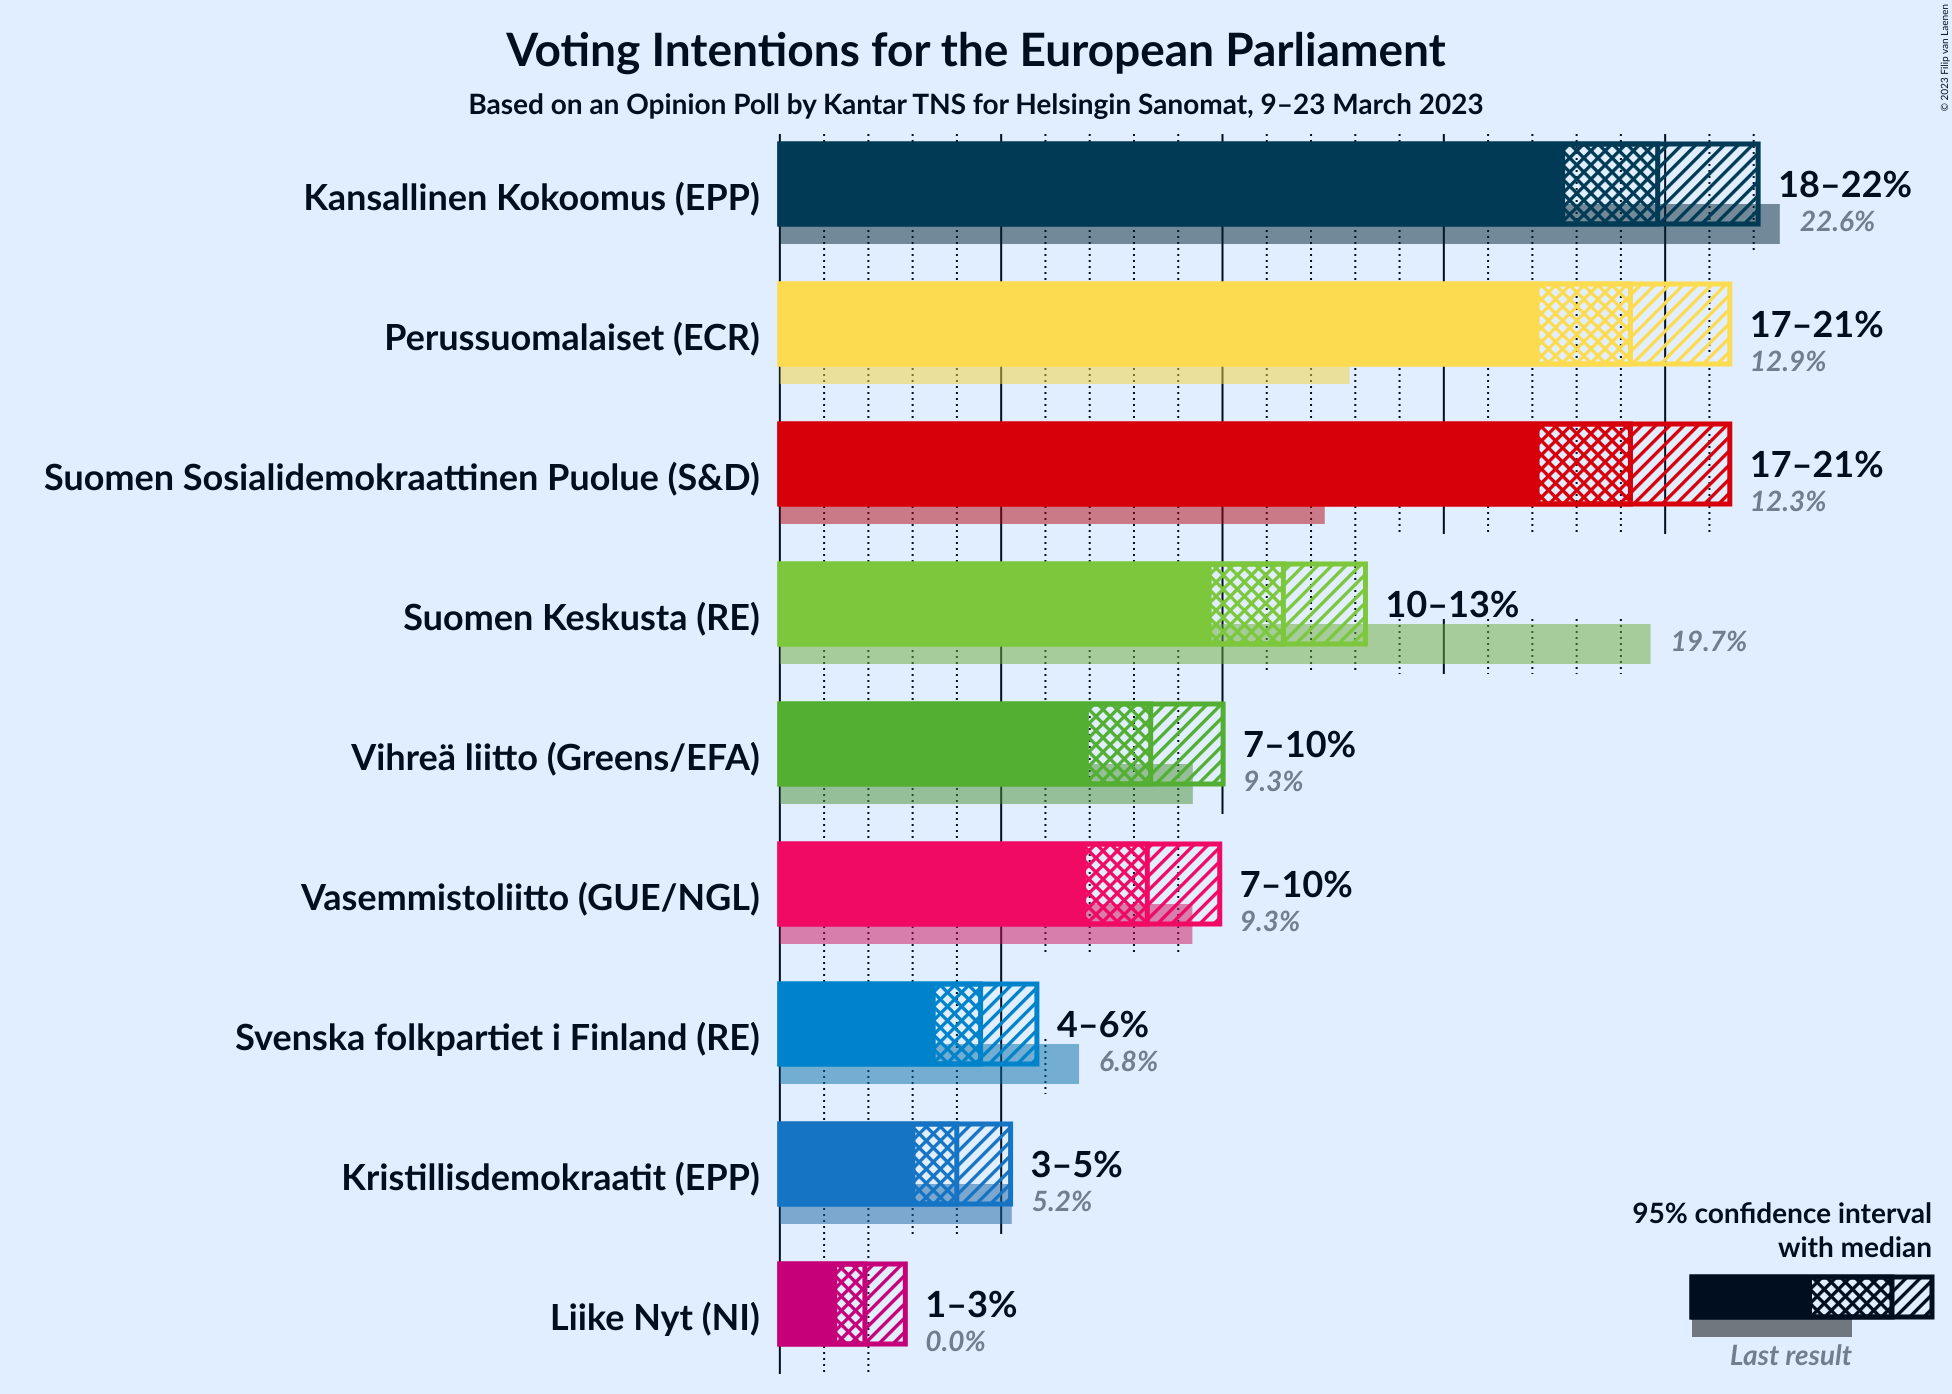 © 2023 Filip van Laenen
Voting Intentions for the European Parliament
Based on an Opinion Poll by Kantar TNS for Helsingin Sanomat, 9–23 March 2023
Kansallinen Kokoomus (EPP)
18–22%
22.6%
Perussuomalaiset (ECR)
17–21%
12.9%
Suomen Sosialidemokraattinen Puolue (S&D)
17–21%
12.3%
Suomen Keskusta (RE)
10–13%
19.7%
Vihreä liitto (Greens/EFA)
7–10%
9.3%
Vasemmistoliitto (GUE/NGL)
7–10%
9.3%
Svenska folkpartiet i Finland (RE)
4–6%
6.8%
Kristillisdemokraatit (EPP)
3–5%
5.2%
Liike Nyt (NI)
1–3%
0.0%
95% confidence interval
with median
Last result